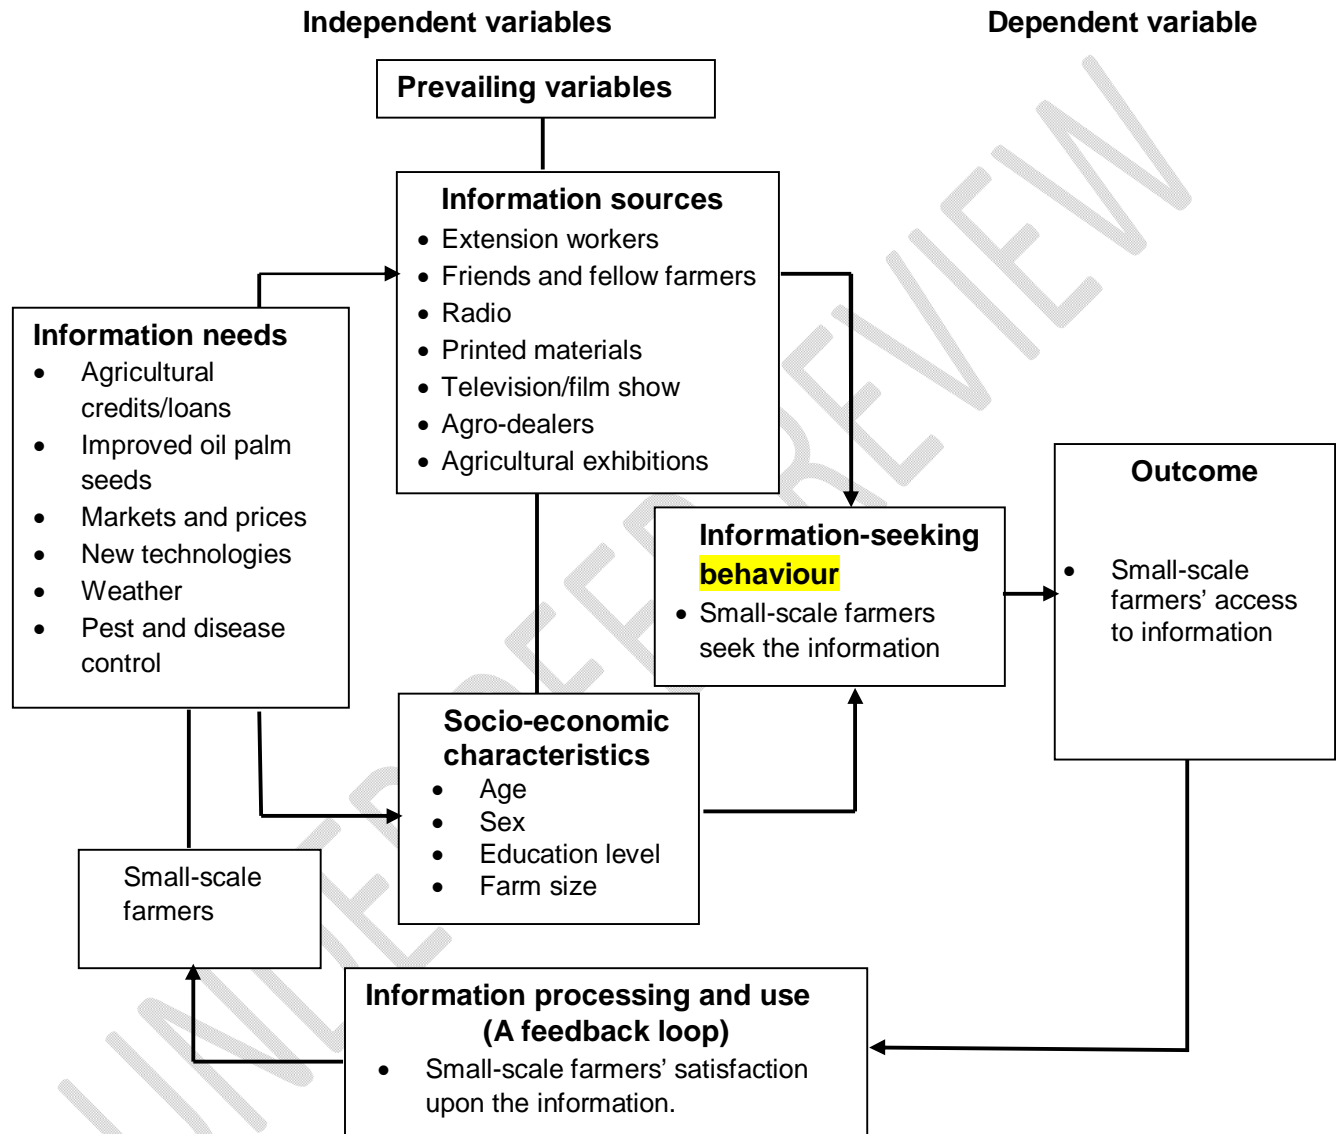 Independent variables
Dependent variable
Prevailing variables
Information sources
• Extension workers
• Friends and fellow farmers
• Radio
• Printed materials
• Television/film show
• Agro-dealers
• Agricultural exhibitions
Information needs
• Agricultural
credits/loans
• Improved oil palm
seeds
• Markets and prices
• New technologies
• Weather
• Pest and disease
control
Information-seeking
behaviour
• Small-scale farmers
seek the information
Outcome
• Small-scale
farmers’ access
to information
Socio-economic
characteristics
• Age
• Sex
• Education level
• Farm size
Small-scale
farmers
Information processing and use
(A feedback loop)
• Small-scale farmers’ satisfaction
upon the information.
UNDER PEER REVIEW